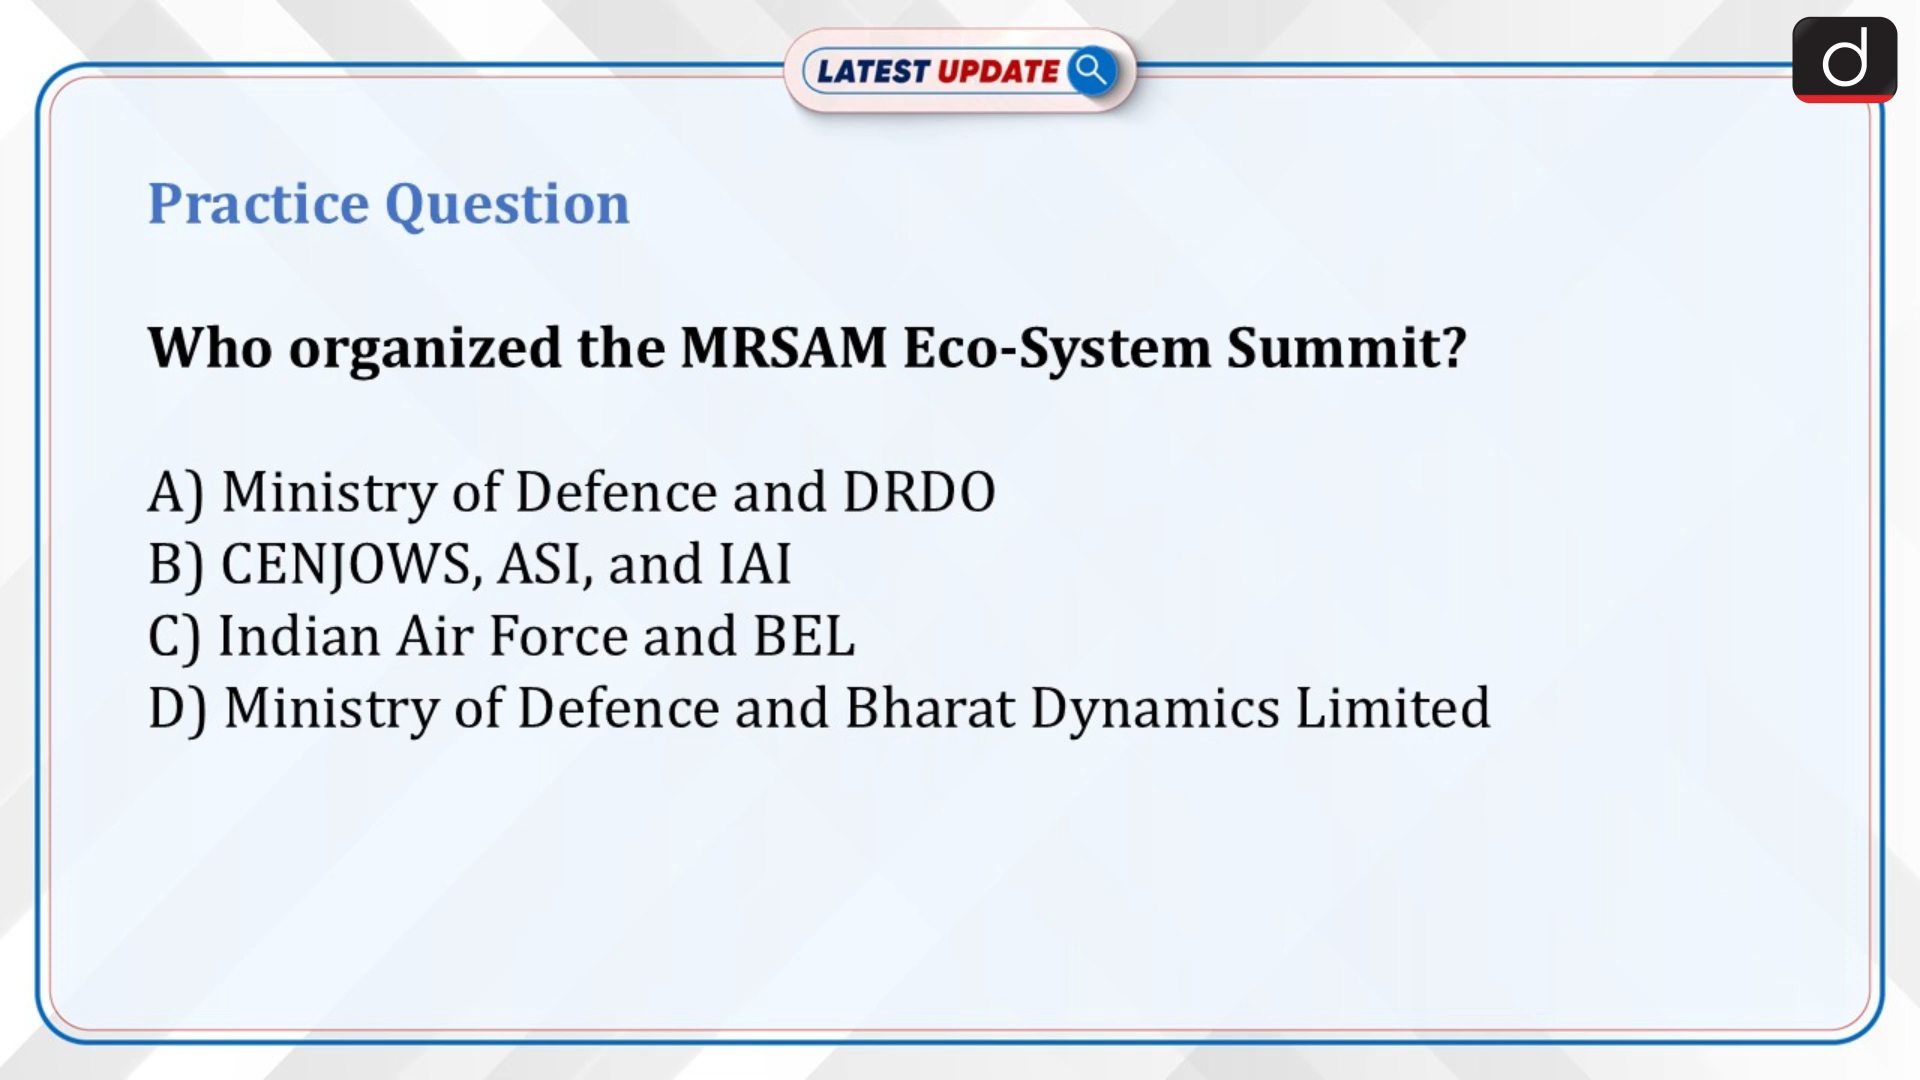 LATEST UPDATE
d
Practice Question
Who organized the MRSAM Eco-System Summit?
A) Ministry of Defence and DRDO
B) CENJOWS, ASI, and IAI
C) Indian Air Force and BEL
D) Ministry of Defence and Bharat Dynamics Limited